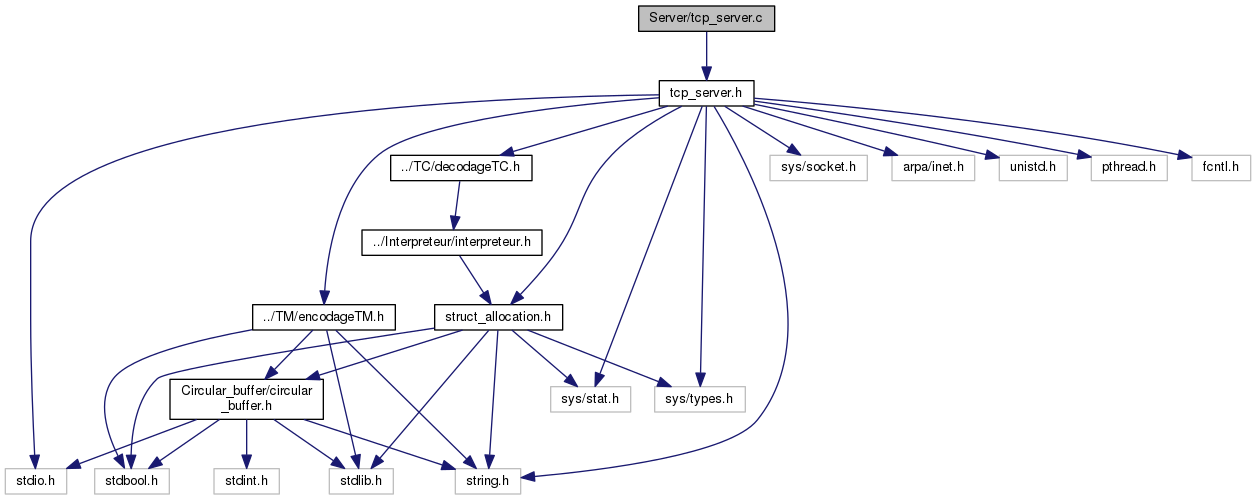 Server/tcp_server.c
tcp_server.h
../TC/decodageTC.h
sys/socket.h
arpa/inet.h
unistd.h
pthread.h
fcntl.h
../Interpreteur/interpreteur.h
../TM/encodageTM.h
struct_allocation.h
Circular_buffer/circular
_buffer.h
sys/stat.h
sys/types.h
stdio.h
stdbool.h
stdint.h
stdlib.h
string.h